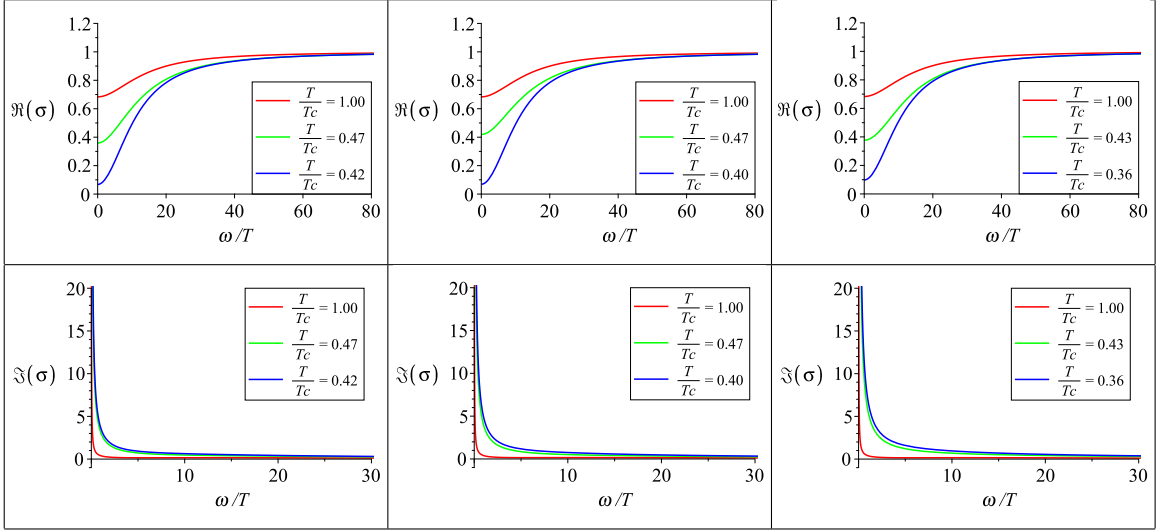 1.2
1
0.8
0.6
0.4
0.2
0
ℜ(σ)
T/Tc = 1.00
T/Tc = 0.47
T/Tc = 0.42
0 20 40 60 80
ω/T
1.2
1
0.8
0.6
0.4
0.2
0
ℜ(σ)
T/Tc = 1.00
T/Tc = 0.47
T/Tc = 0.40
0 20 40 60 80
ω/T
1.2
1
0.8
0.6
0.4
0.2
0
ℜ(σ)
T/Tc = 1.00
T/Tc = 0.43
T/Tc = 0.36
0 20 40 60 80
ω/T
20
15
10
5
0
ℑ(σ)
T/Tc = 1.00
T/Tc = 0.47
T/Tc = 0.42
10 20 30
ω/T
20
15
10
5
0
ℑ(σ)
T/Tc = 1.00
T/Tc = 0.47
T/Tc = 0.40
10 20 30
ω/T
20
15
10
5
0
ℑ(σ)
T/Tc = 1.00
T/Tc = 0.43
T/Tc = 0.36
10 20 30
ω/T